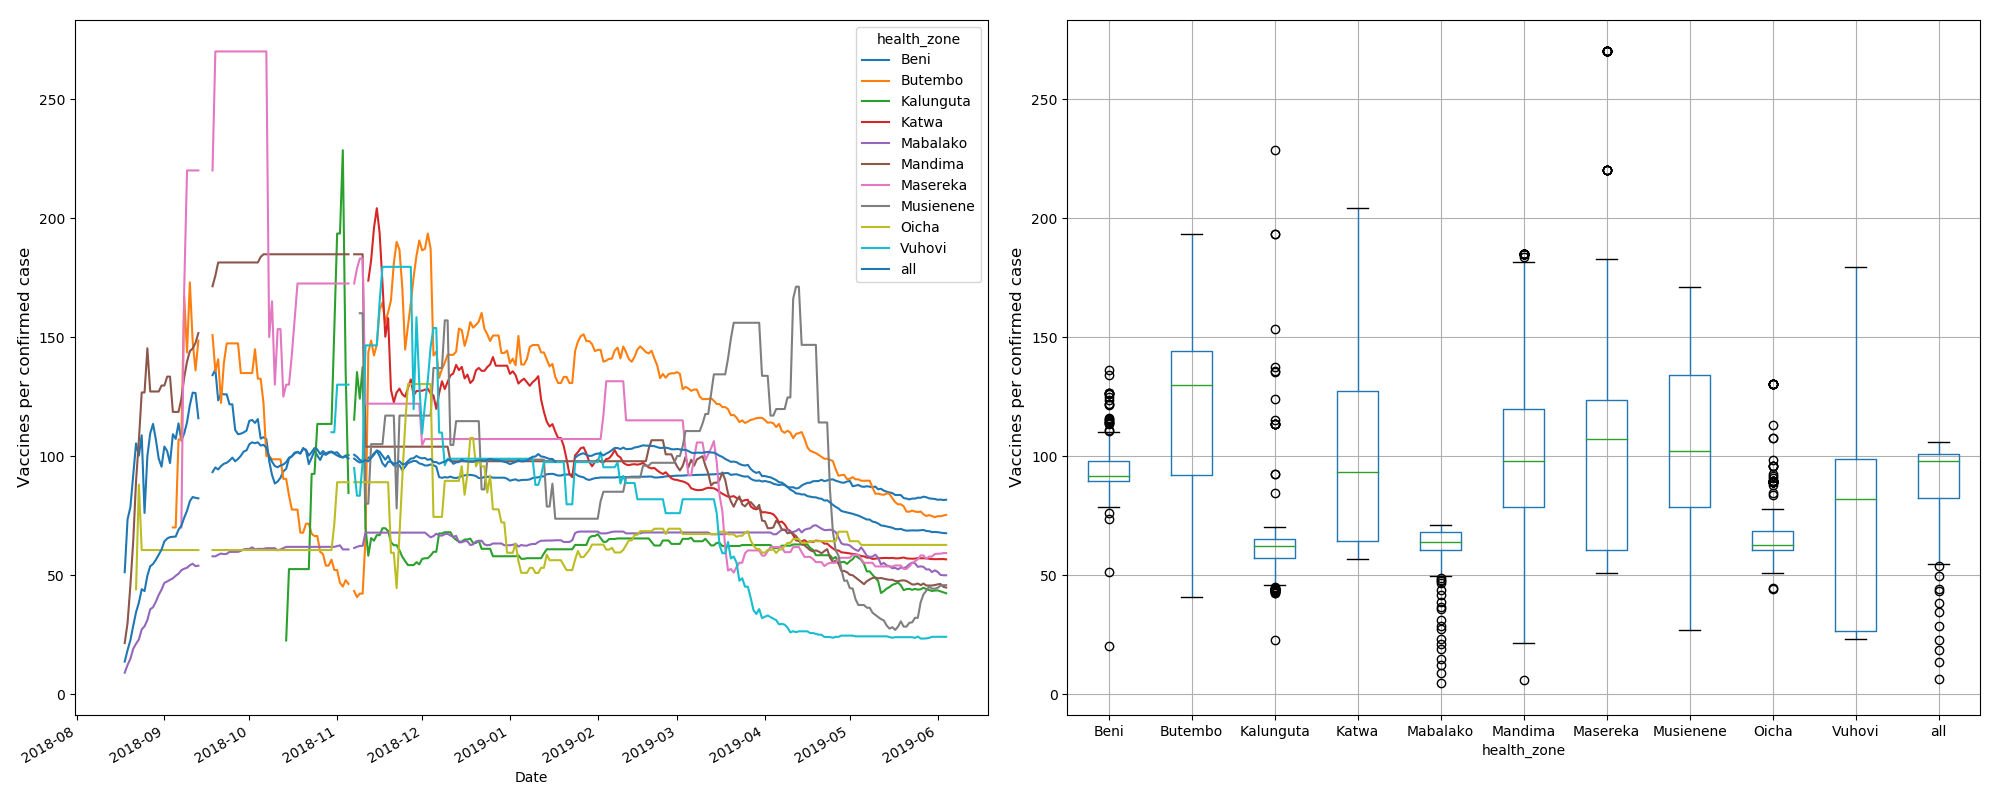 Vaccines per confirmed case
250
200
150
100
50
0
health_zone
Beni
Butembo
Kalunguta
Katwa
Mabalako
Mandima
Masereka
Musienene
Oicha
Vuhovi
all
2018-08 2018-09 2018-10 2018-11 2018-12 2019-01 2019-02 2019-03 2019-04 2019-05 2019-06
Date
Vaccines per confirmed case
250
200
150
100
50
0
Beni Butembo Kalunguta Katwa Mabalako Mandima Masereka Musienene Oicha Vuhovi all
health_zone